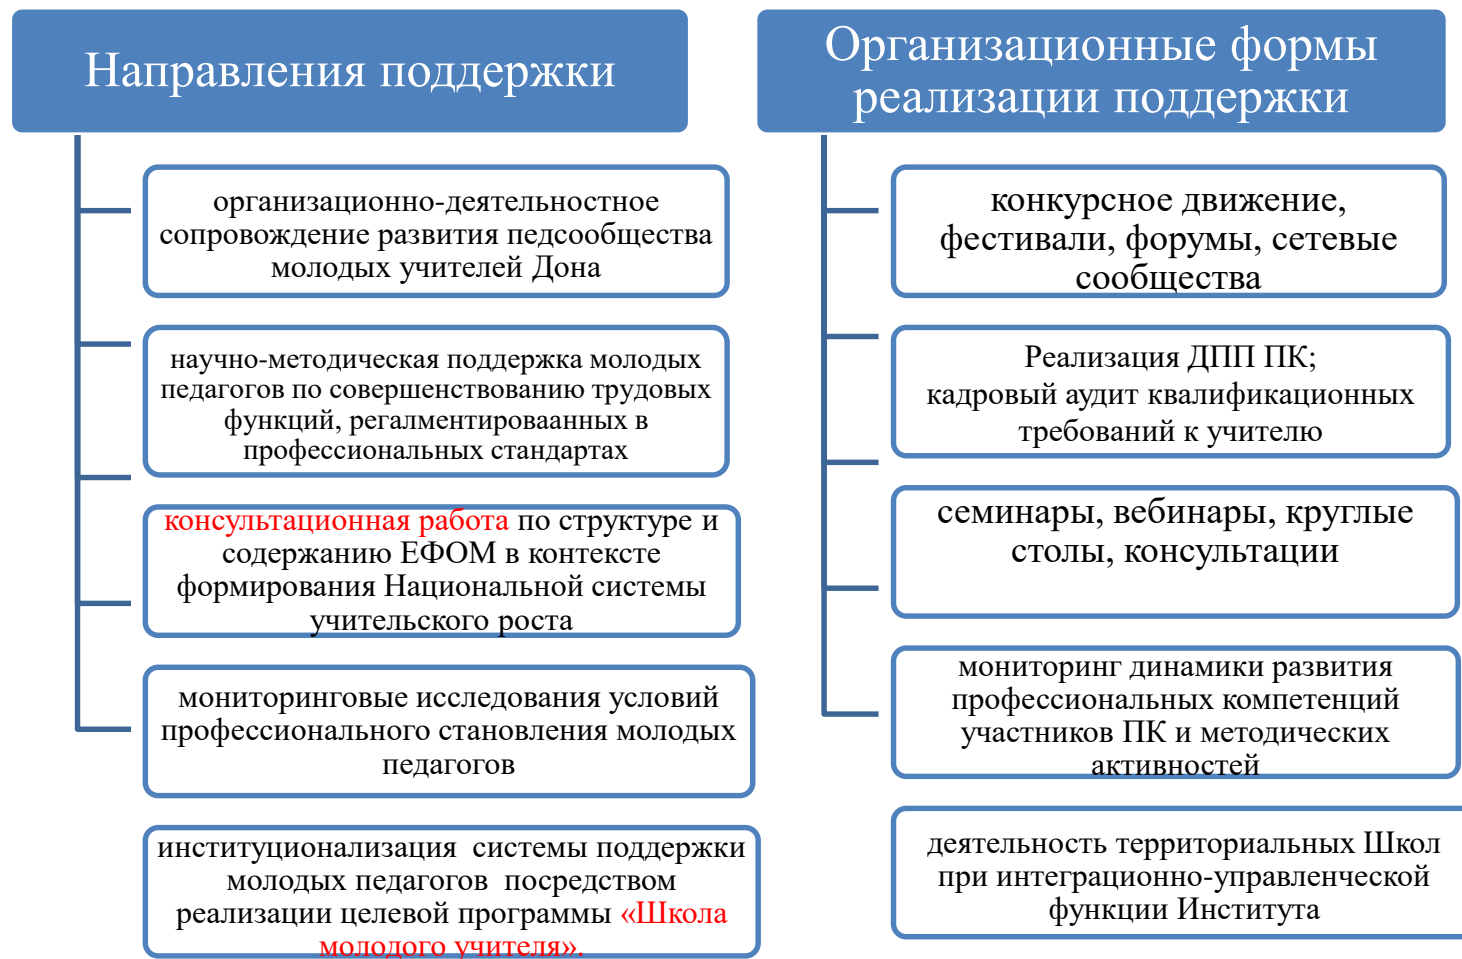 Направления поддержки
организационно-деятельностное
сопровождение развития педсообщества
молодых учителей Дона
научно-методическая поддержка молодых
педагогов по совершенствованию трудовых
функций, регалментироваанных в
профессиональных стандартах
консультационная работа по структуре и
содержанию ЕФОМ в контексте
формирования Национальной системы
учительского роста
мониторинговые исследования условий
профессионального становления молодых
педагогов
институционализация системы поддержки
молодых педагогов посредством
реализации целевой программы «Школа
молодого учителя».
Организационные формы
реализации поддержки
конкурсное движение,
фестивали, форумы, сетевые
сообщества
Реализация ДПП ПК;
кадровый аудит квалификационных
требований к учителю
семинары, вебинары, круглые
столы, консультации
мониторинг динамики развития
профессиональных компетенций
участников ПК и методических
активностей
деятельность территориальных Школ
при интеграционно-управленческой
функции Института